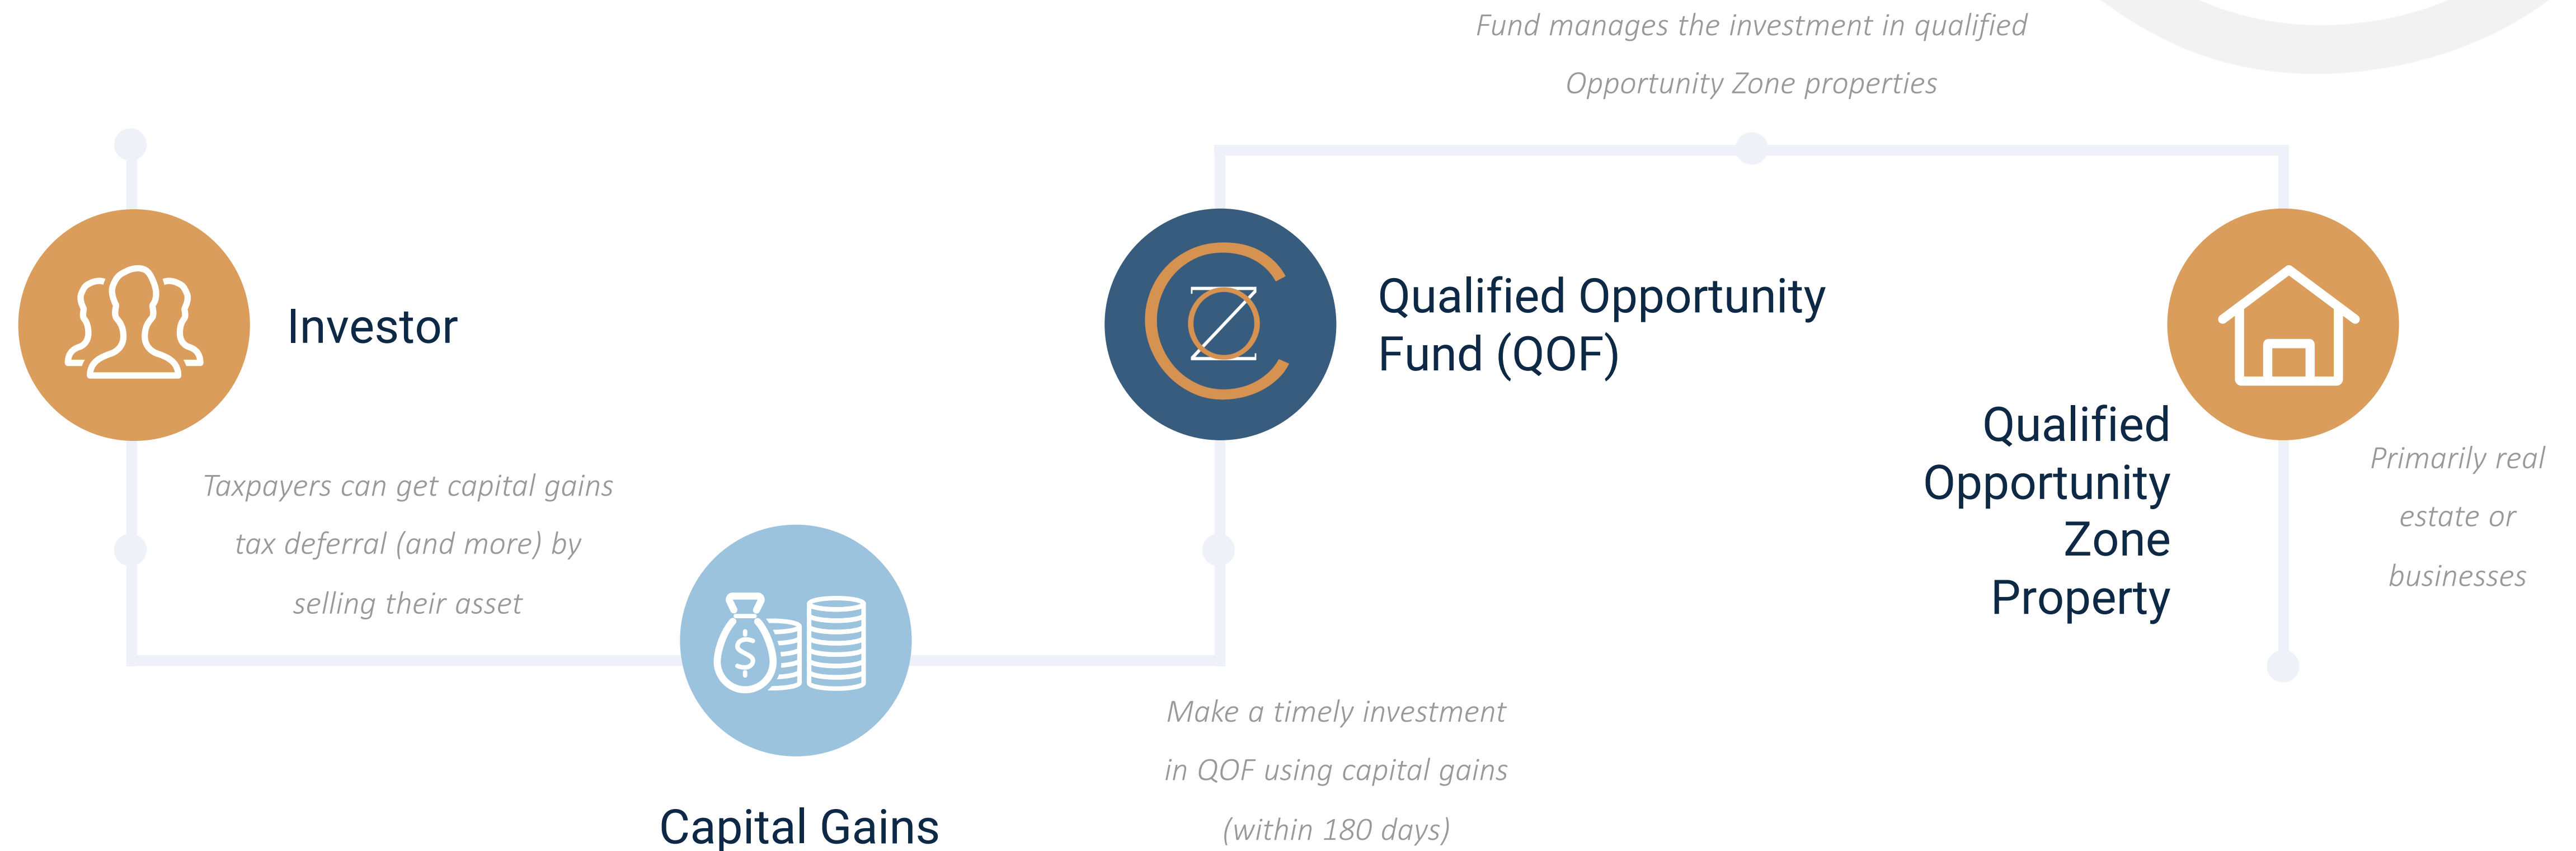 Fund manages the investment in qualified
Opportunity Zone properties
Investor
Qualified Opportunity
Fund (QOF)
Taxpayers can get capital gains
tax deferral (and more) by
selling their asset
$
Capital Gains
Make a timely investment
in QOF using capital gains
(within 180 days)
Qualified
Opportunity
Zone
Property
Primarily real
estate or
businesses